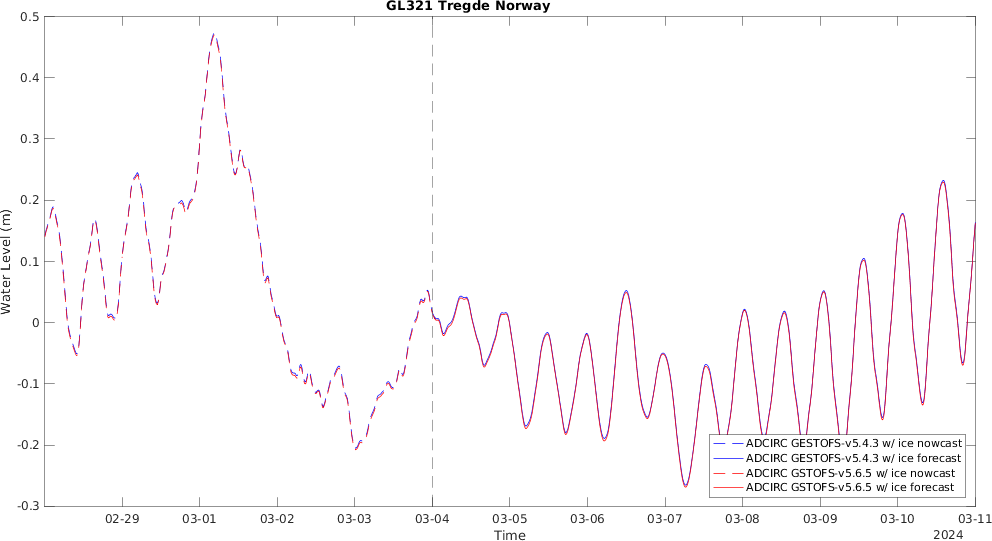 GL321 Tregde Norway
0.5
0.4
0.3
0.2
0.1
0
-0.1
-0.2
-0.3
Water Level (m)
ADCIRC GESTOFS-v5.4.3 w/ ice nowcast
ADCIRC GESTOFS-v5.4.3 w/ ice forecast
ADCIRC GSTOFS-v5.6.5 w/ ice nowcast
ADCIRC GSTOFS-v5.6.5 w/ ice forecast
02-29 03-01 03-02 03-03 03-04 03-05 03-06 03-07 03-08 03-09 03-10 03-11
Time
2024